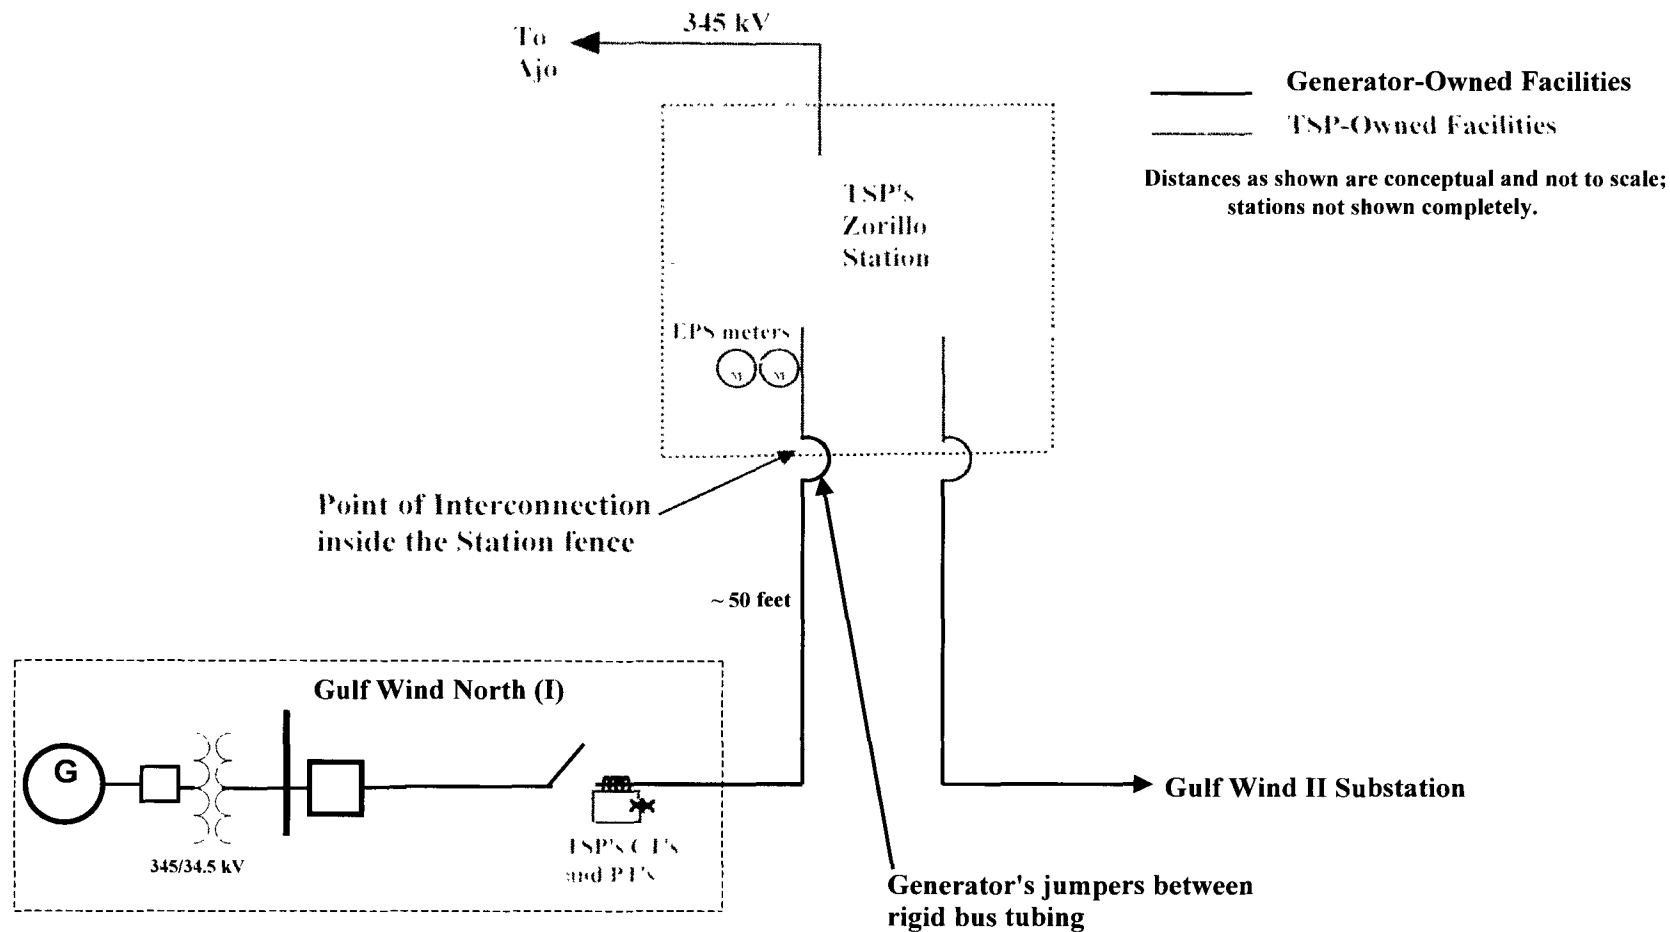 345 kV
To
Ajo
Generator-Owned Facilities
TSP-Owned Facilities
Distances as shown are conceptual and not to scale;
stations not shown completely.
TSP's
Zorillo
Station
EPS meters
M M
Point of Interconnection
inside the Station fence
~ 50 feet
Gulf Wind North (I)
G
345/34.5 kV
TSP's CT's
and PT's
Gulf Wind II Substation
Generator's jumpers between
rigid bus tubing